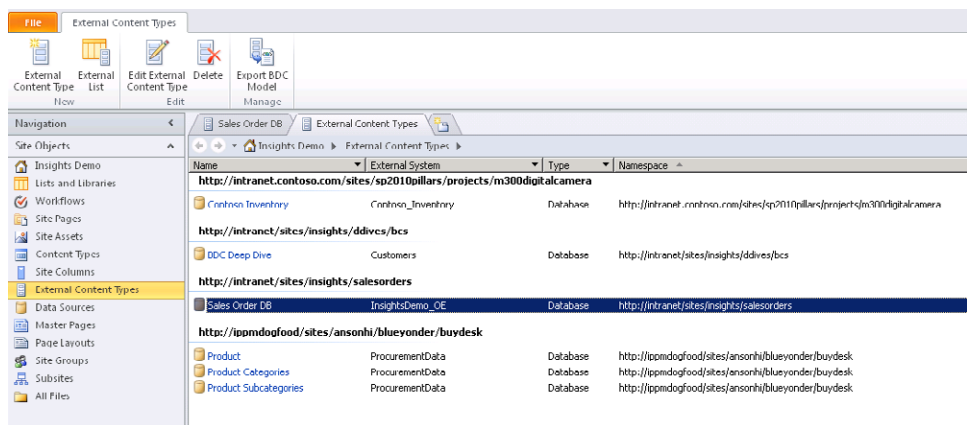 File External Content Types
External Content Type External List Edit External Content Type Delete Export BDC Model
New Edit Manage
Navigation
Sales Order DB External Content Types
Site Objects
Insights Demo External Content Types
Name External System Type Namespace
Insights Demo
Lists and Libraries
Workflows
Site Pages
Site Assets
Content Types
Site Columns
External Content Types
Data Sources
Master Pages
Page Layouts
Site Groups
Subsites
All Files
http://intranet.contoso.com/sites/sp2010pillars/projects/m300digitalcamera
Contoso Inventory Contoso_Inventory Database http://intranet.contoso.com/sites/sp2010pillars/projects/m300digitalcamera
http://intranet/sites/insights/ddives/bcs
BDC Deep Dive Customers Database http://intranet/sites/insights/ddives/bcs
http://intranet/sites/insights/salesorders
Sales Order DB InsightsDemo_OE Database http://intranet/sites/insights/salesorders
http://ippmdogfood/sites/ansonhi/blueyonder/buydesk
Product ProcurementData Database http://ippmdogfood/sites/ansonhi/blueyonder/buydesk
Product Categories ProcurementData Database http://ippmdogfood/sites/ansonhi/blueyonder/buydesk
Product Subcategories ProcurementData Database http://ippmdogfood/sites/ansonhi/blueyonder/buydesk